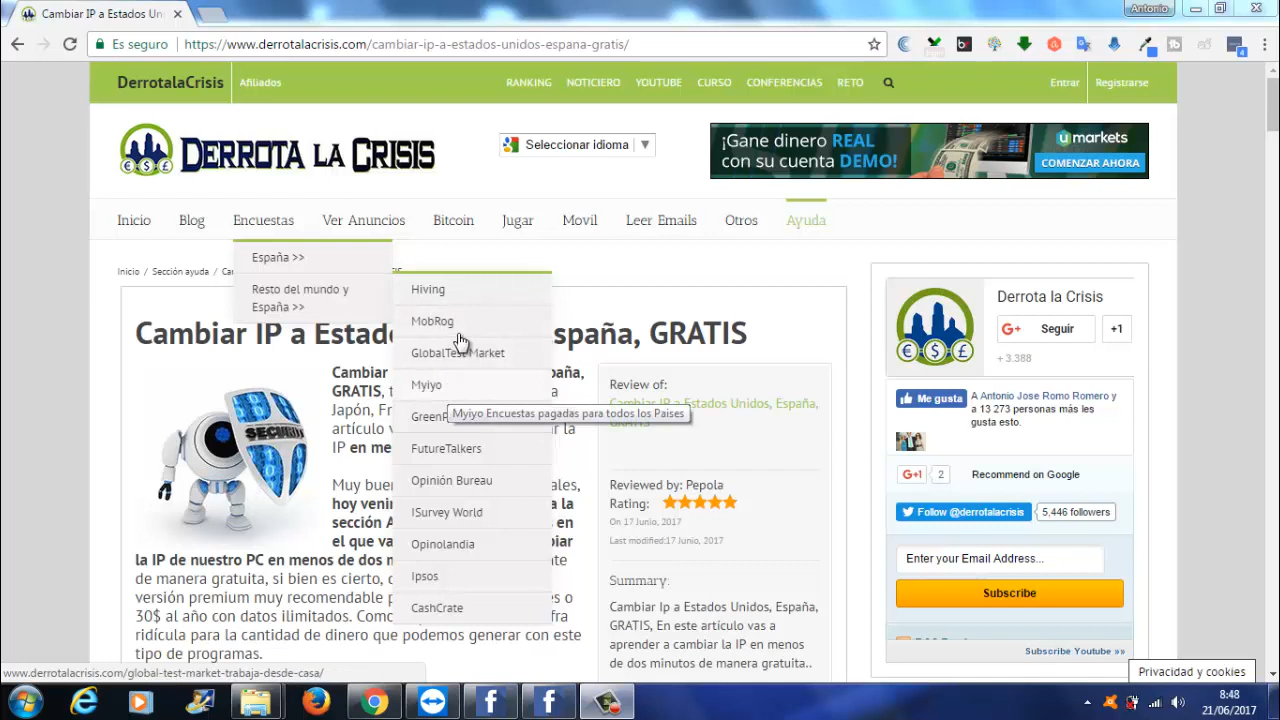 Cambiar IP a Estados Uni
Antonio
Es seguro
https://www.derrotalacrisis.com/cambiar-ip-a-estados-unidos-espana-gratis/
DerrotalaCrisis
Afiliados
RANKING NOTICIERO YOUTUBE CURSO CONFERENCIAS RETO
Entrar
Registrarse
DERROTA LA CRISIS
Seleccionar idioma
¡Gane dinero REAL
con su cuenta DEMO!
umarkets
COMENZAR AHORA
Inicio Blog Encuestas Ver Anuncios Bitcoin Jugar Movil Leer Emails Otros Ayuda
España >>
Resto del mundo y
España >>
Inicio / Sección ayuda /
Hiving
MobRog
GlobalTest Market
Myiyo
Myiyo Encuestas pagadas para todos los Paises
FutureTalkers
Opinión Bureau
ISurvey World
Opinolandia
Ipsos
CashCrate
Cambiar IP a Estad españa, GRATIS
Cambiar
GRATIS, t
Japón, Fr
artículo v
IP en me
Muy bue
hoy venir
sección A
el que va
la IP de nuestro PC en menos de dos
de manera gratuita, si bien es cierto,
versión premium muy recomendable
30$ al año con datos ilimitados. Como
ridícula para la cantidad de dinero que podemos generar con este
tipo de programas.
SECURITY
Review of:
Cambiar IP a Estados Unidos, España,
GRATIS
Reviewed by: Pepola
Rating:
On 17 Junio, 2017
Last modified:17 Junio, 2017
Summary:
Cambiar Ip a Estados Unidos, España,
GRATIS, En este artículo vas a
aprender a cambiar la IP en menos
de dos minutos de manera gratuita..
Derrota la Crisis
G+ Seguir
+1
+ 3.388
Me gusta
A Antonio Jose Romo Romero y
a 13 273 personas más les
gusta esto.
G+1 2 Recommend on Google
Follow @derrotalacrisis
5,446 followers
Enter your Email Address...
Subscribe
Subscribe Youtube »»
Privacidad y cookies
www.derrotalacrisis.com/global-test-market-trabaja-desde-casa/
8:48
21/06/2017